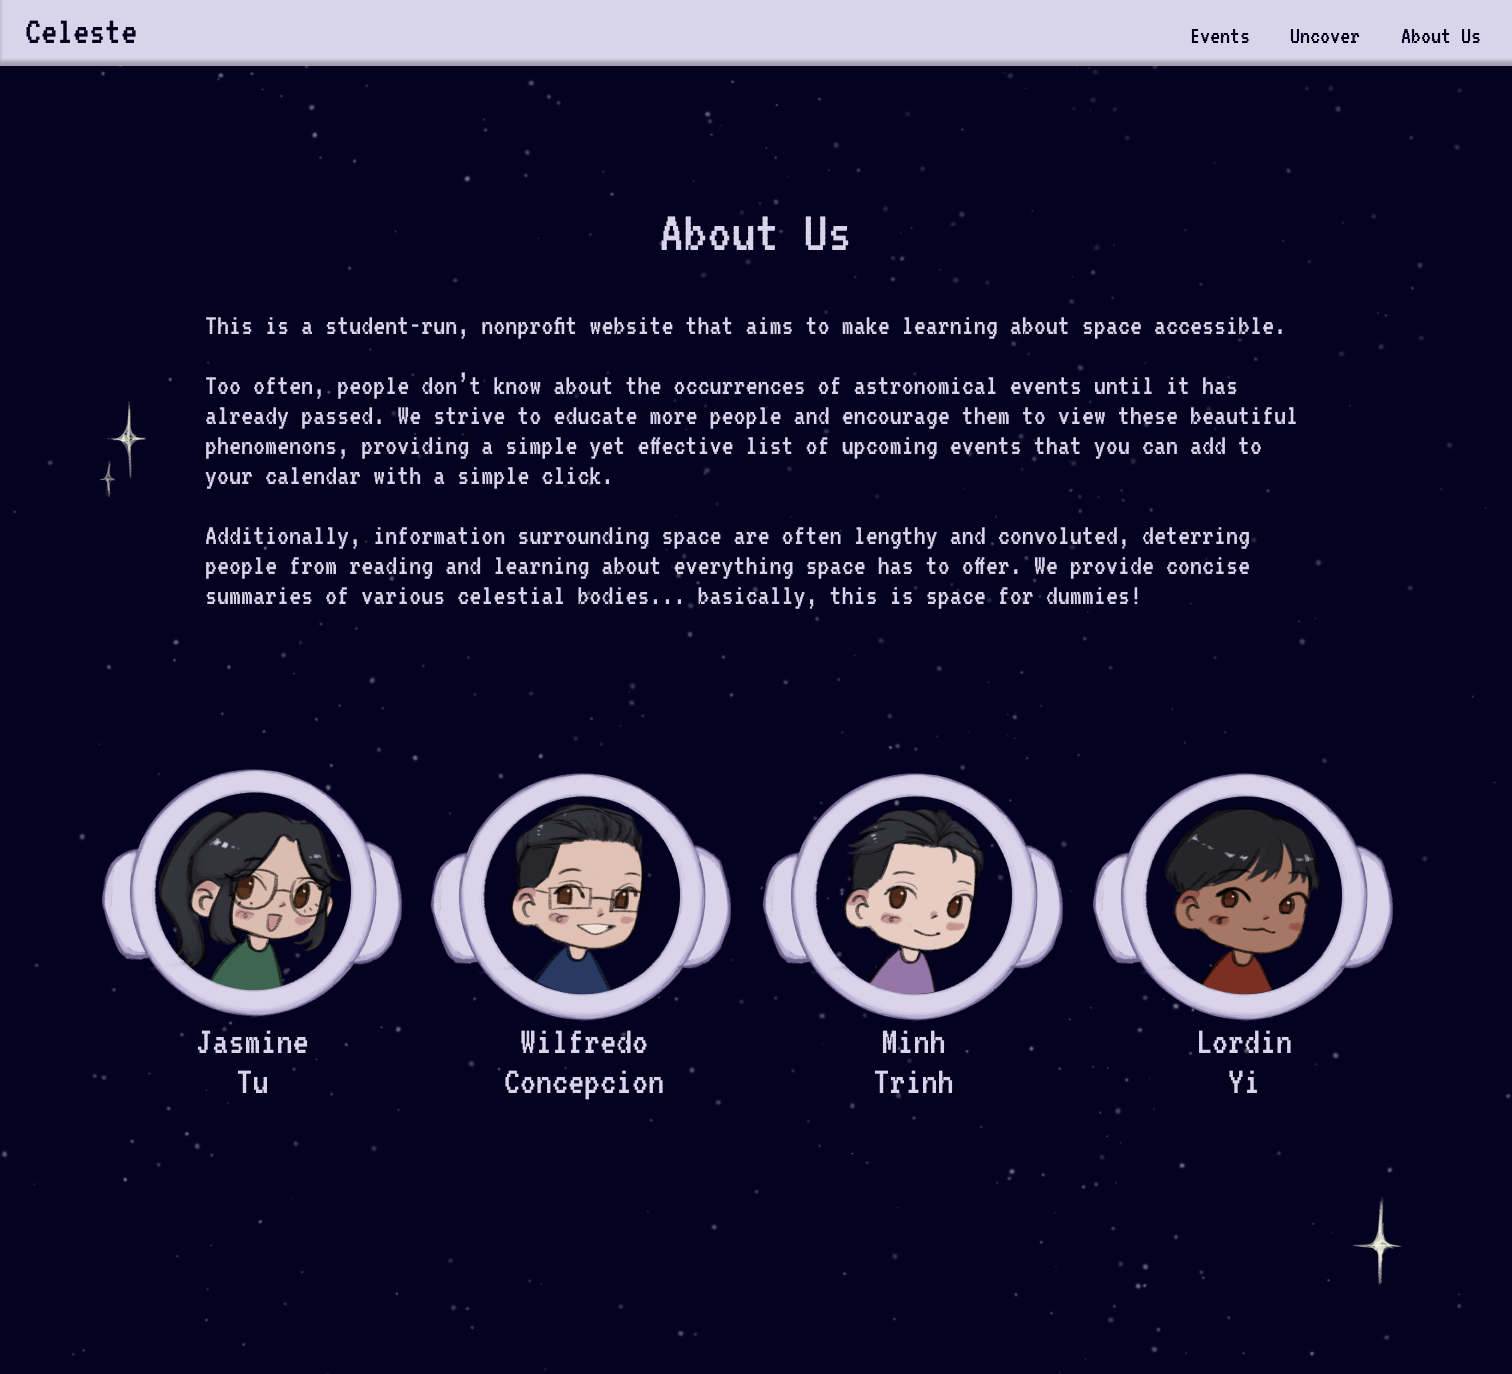 Celeste
Events Uncover About Us
About Us
This is a student-run, nonprofit website that aims to make learning about space accessible.
Too often, people don't know about the occurrences of astronomical events until it has
already passed. We strive to educate more people and encourage them to view these beautiful
phenomenons, providing a simple yet effective list of upcoming events that you can add to
your calendar with a simple click.
Additionally, information surrounding space are often lengthy and convoluted, deterring
people from reading and learning about everything space has to offer. We provide concise
summaries of various celestial bodies... basically, this is space for dummies!
Jasmine
Tu
Wilfredo
Concepcion
Minh
Trinh
Lordin
Yi